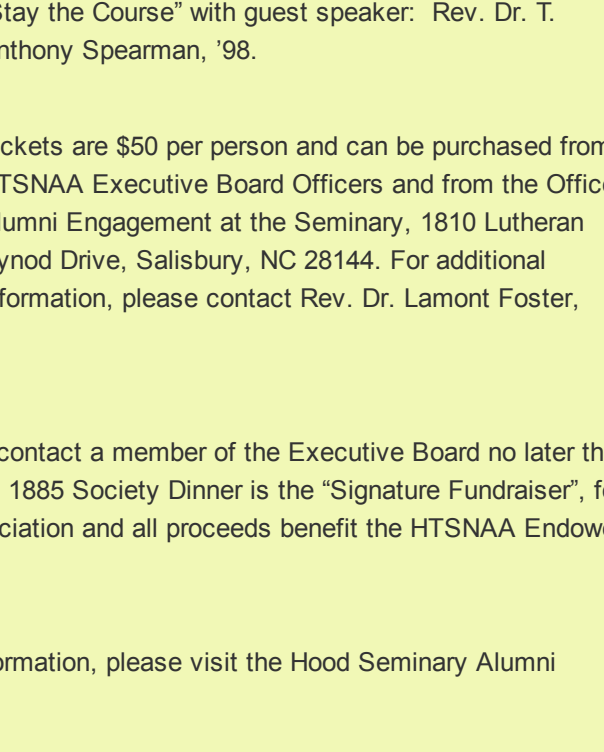 Stay the Course” with guest speaker:  Rev. Dr. T.
nthony Spearman, ’98.
ckets are $50 per person and can be purchased from
TSNAA Executive Board Officers and from the Office
lumni Engagement at the Seminary, 1810 Lutheran
ynod Drive, Salisbury, NC 28144. For additional
formation, please contact Rev. Dr. Lamont Foster,
contact a member of the Executive Board no later th
1885 Society Dinner is the “Signature Fundraiser”, f
ciation and all proceeds benefit the HTSNAA Endow
ormation, please visit the Hood Seminary Alumni